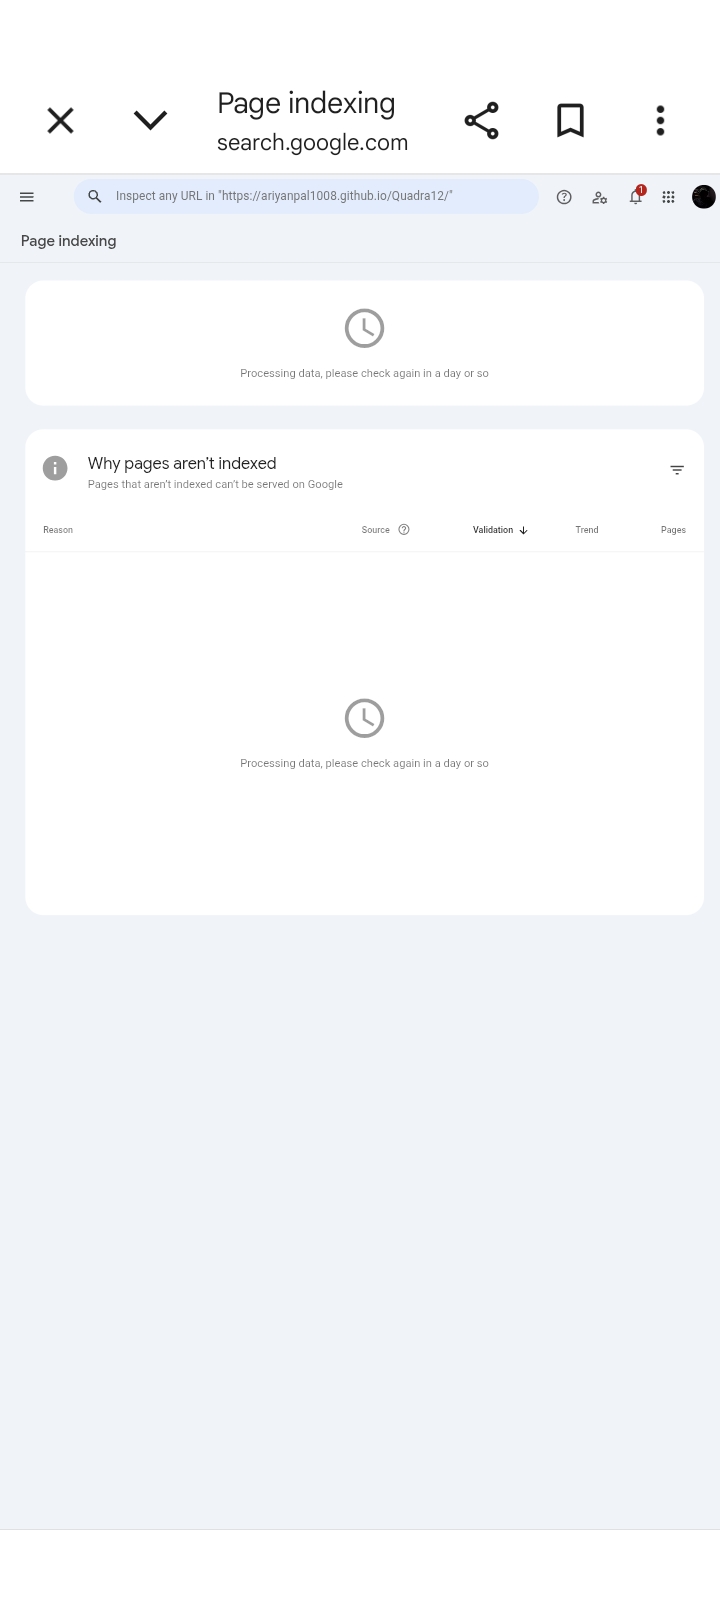 Page indexing
search.google.com
Inspect any URL in "https://ariyanpal1008.github.io/Quadra12/"
1
Page indexing
Processing data, please check again in a day or so
Why pages aren't indexed
Pages that aren't indexed can't be served on Google
Reason Source Validation Trend Pages
Processing data, please check again in a day or so